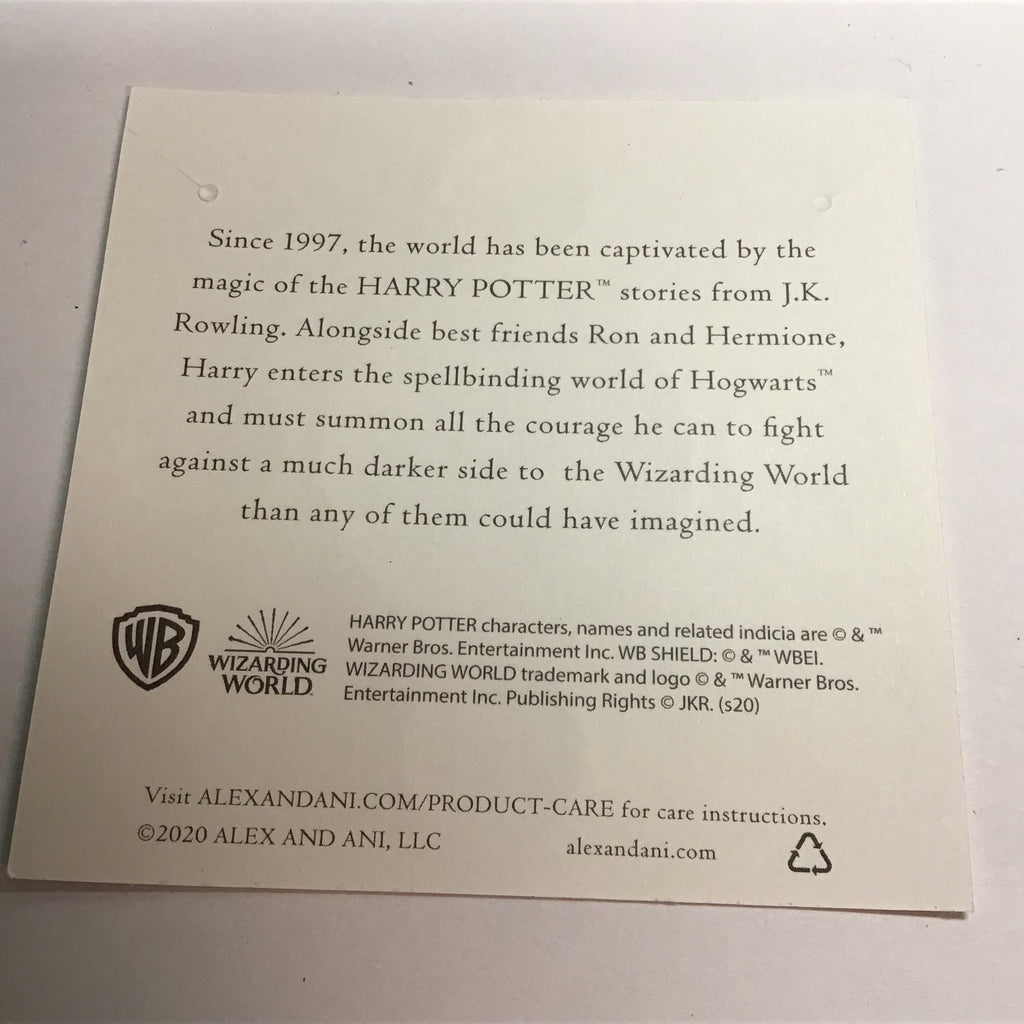 Since 1997, the world has been captivated by the
magic of the HARRY POTTER™ stories from J.K.
Rowling. Alongside best friends Ron and Hermione,
Harry enters the spellbinding world of Hogwarts™
and must summon all the courage he can to fight
against a much darker side to  the Wizarding World
than any of them could have imagined.
WB
WIZARDING
WORLD
HARRY POTTER characters, names and related indicia are © & ™
Warner Bros. Entertainment Inc. WB SHIELD: © & ™ WBEI.
WIZARDING WORLD trademark and logo © & ™ Warner Bros.
Entertainment Inc. Publishing Rights © JKR. (s20)
Visit ALEXANDANI.COM/PRODUCT-CARE for care instructions.
©2020 ALEX AND ANI, LLC alexandani.com